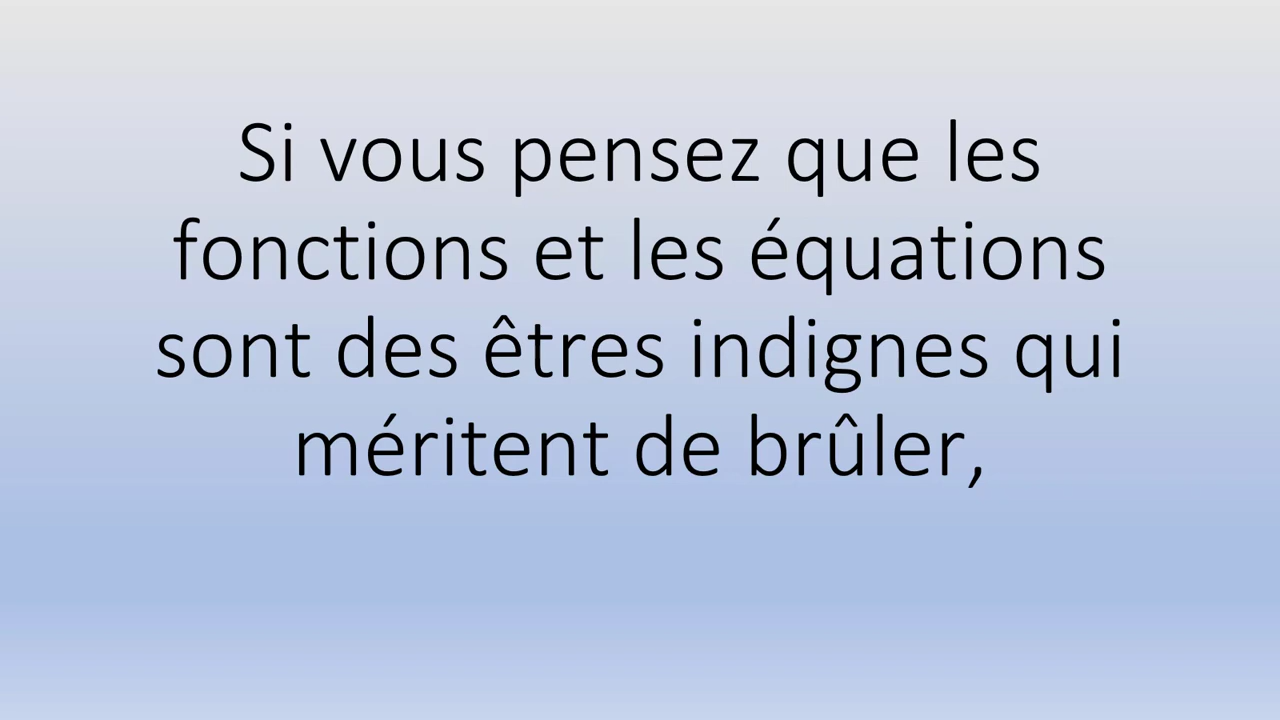 Si vous pensez que les
fonctions et les équations
sont des êtres indignes qui
méritent de brûler,